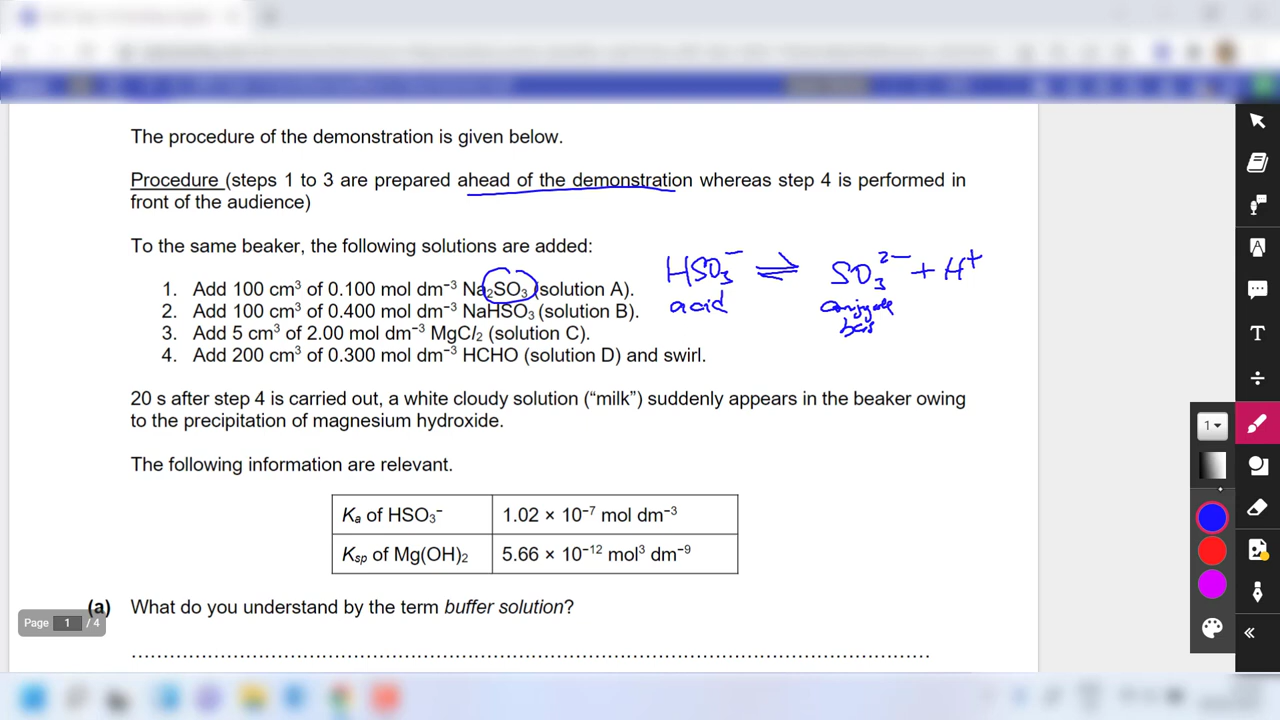 The procedure of the demonstration is given below.
Procedure (steps 1 to 3 are prepared ahead of the demonstration whereas step 4 is performed in
front of the audience)
To the same beaker, the following solutions are added:
1. Add 100 cm³ of 0.100 mol dm⁻³ Na₂SO₃ (solution A).
2. Add 100 cm³ of 0.400 mol dm⁻³ NaHSO₃ (solution B).
3. Add 5 cm³ of 2.00 mol dm⁻³ MgCl₂ (solution C).
4. Add 200 cm³ of 0.300 mol dm⁻³ HCHO (solution D) and swirl.
HSO₃⁻ ⇌ SO₃²⁻ + H⁺
acid conjugate
20 s after step 4 is carried out, a white cloudy solution (“milk”) suddenly appears in the beaker owing
to the precipitation of magnesium hydroxide.
The following information are relevant.
Kₐ of HSO₃⁻ 1.02 × 10⁻⁷ mol dm⁻³
Ksp of Mg(OH)₂ 5.66 × 10⁻¹² mol³ dm⁻⁹
(a) What do you understand by the term buffer solution?
Page 1 / 4
1
A
T